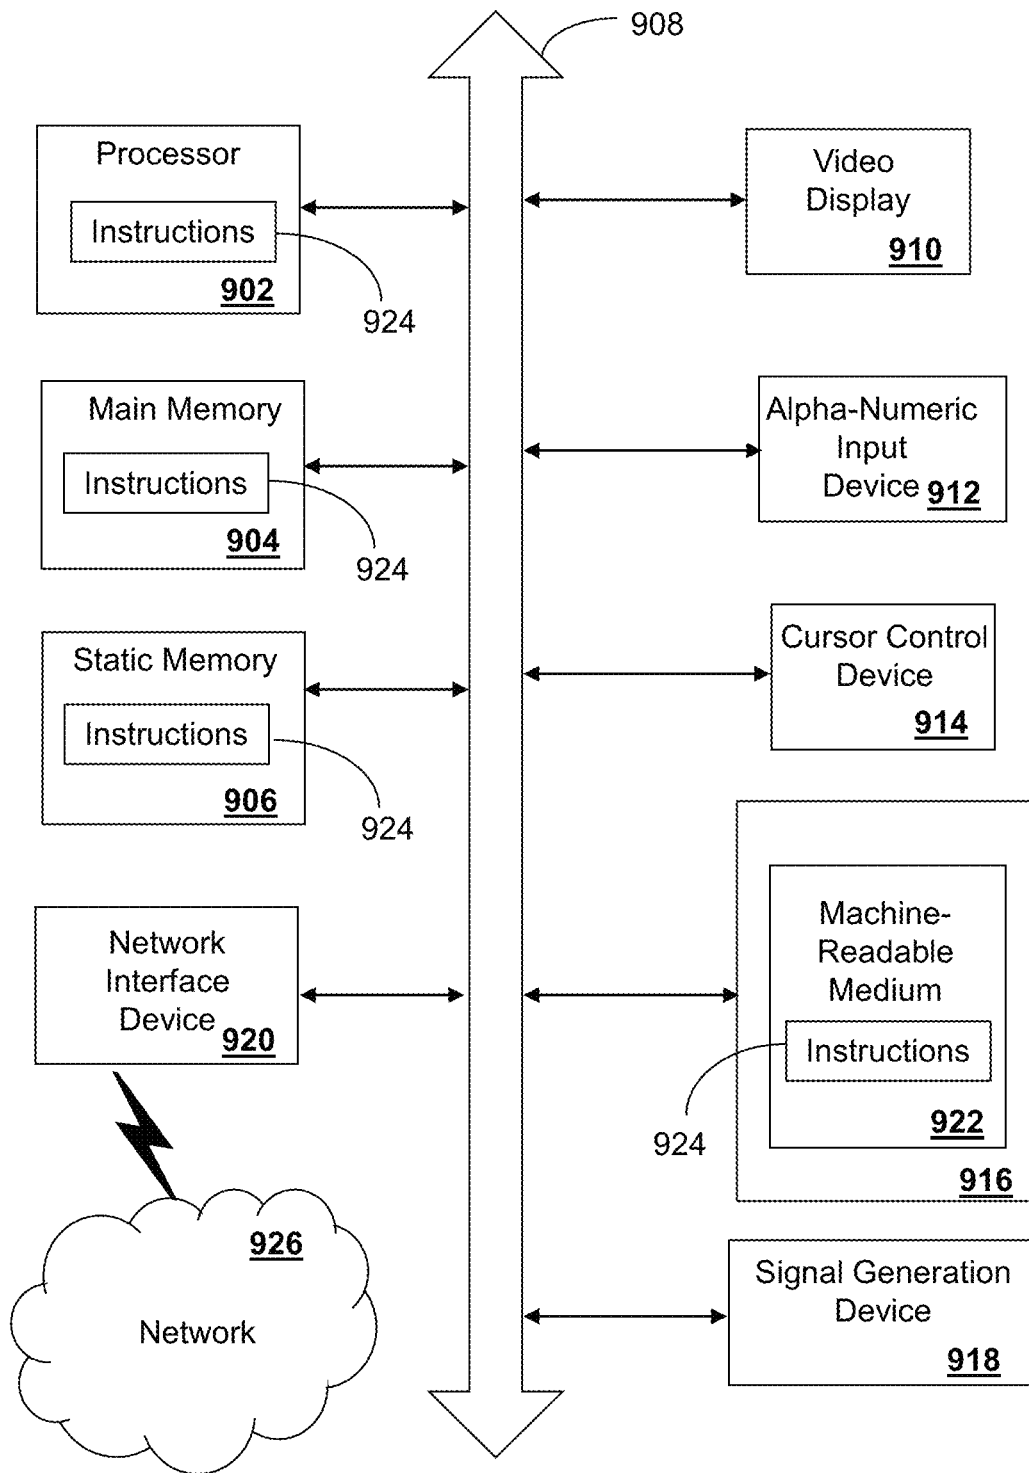 908
Processor
Instructions
902
924
Main Memory
Instructions
904
924
Static Memory
Instructions
906
924
Network
Interface
Device
920
926
Network
Video
Display
910
Alpha-Numeric
Input
Device
912
Cursor Control
Device
914
Machine-
Readable
Medium
Instructions
922
924
916
Signal Generation
Device
918